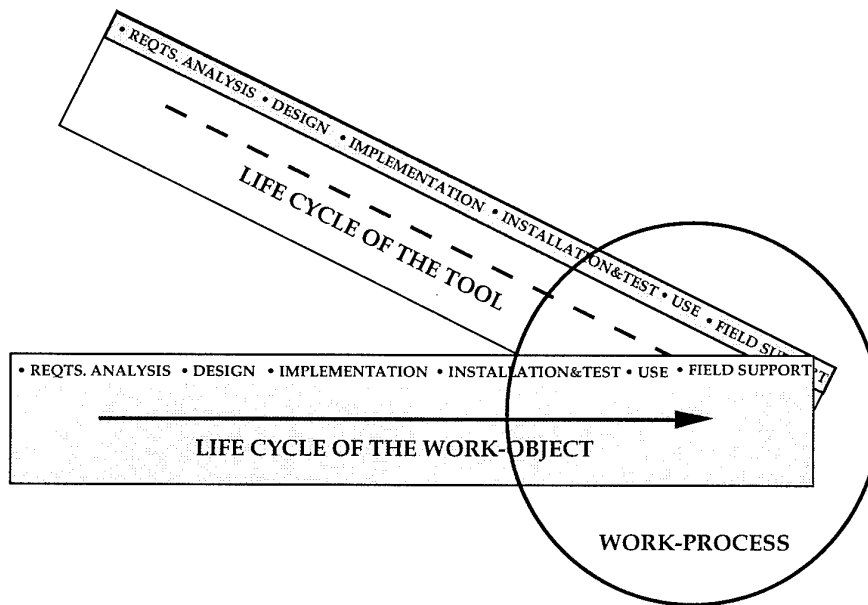 • REQTS. ANALYSIS • DESIGN • IMPLEMENTATION • INSTALLATION&TEST • USE • FIELD
LIFE CYCLE OF THE TOOL
• REQTS. ANALYSIS • DESIGN • IMPLEMENTATION • INSTALLATION&TEST • USE • FIELD SUPPORT
LIFE CYCLE OF THE WORK-OBJECT
WORK-PROCESS